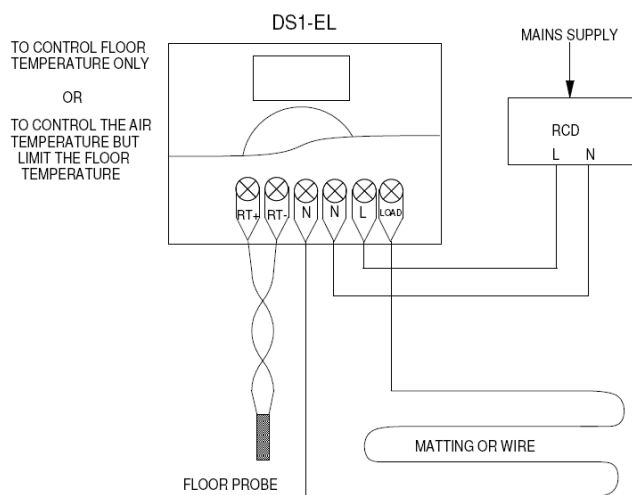 DS1-EL
TO CONTROL FLOOR
TEMPERATURE ONLY
OR
TO CONTROL THE AIR
TEMPERATURE BUT
LIMIT THE FLOOR
TEMPERATURE
MAINS SUPPLY
RCD
L N
RT+ RT- N N L LOAD
MATTING OR WIRE
FLOOR PROBE